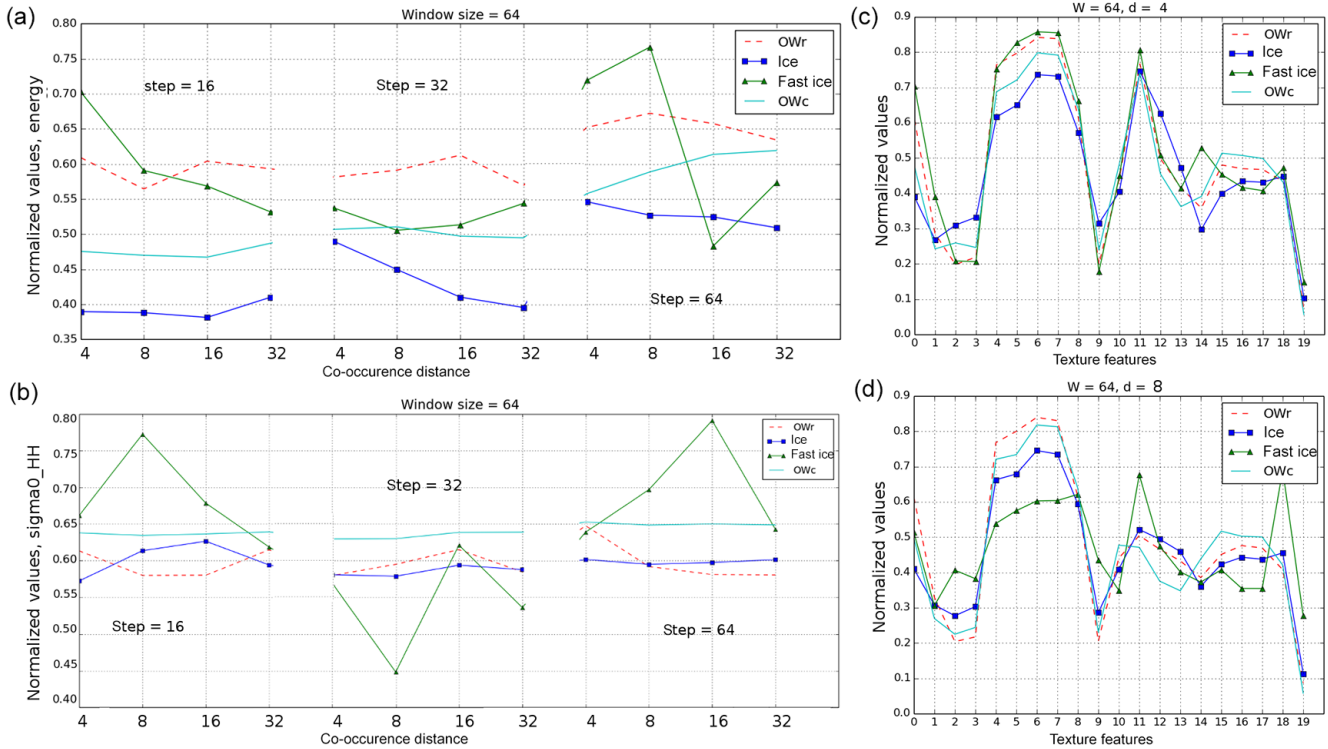 (a)
Window size = 64
Normalized values, energy
0.80
0.70
0.65
0.60
0.55
0.50
0.45
0.40
0.35
step = 16
Step = 32
Step = 64
OWr
Ice
Fast ice
OWc
4 8 16 32 4 8 16 32 4 8 16 32
Co-occurence distance
(b)
Window size = 64
Normalized values, sigma0_HH
0.80
0.75
0.70
0.65
0.60
0.55
0.50
0.45
0.40
Step = 16
Step = 32
Step = 64
OWr
Ice
Fast ice
OWc
4 8 16 32 4 8 16 32 4 8 16 32
Co-occurence distance
(c)
W = 64, d = 4
Normalized values
0.9
0.8
0.7
0.6
0.5
0.4
0.3
0.2
0.1
0.0
OWr
Ice
Fast ice
OWc
0 1 2 3 4 5 6 7 8 9 10 11 12 13 14 15 16 17 18 19
Texture features
(d)
W = 64, d = 8
Normalized values
0.9
0.8
0.7
0.6
0.5
0.4
0.3
0.2
0.1
0.0
OWr
Ice
Fast ice
OWc
0 1 2 3 4 5 6 7 8 9 10 11 12 13 14 15 16 17 18 19
Texture features